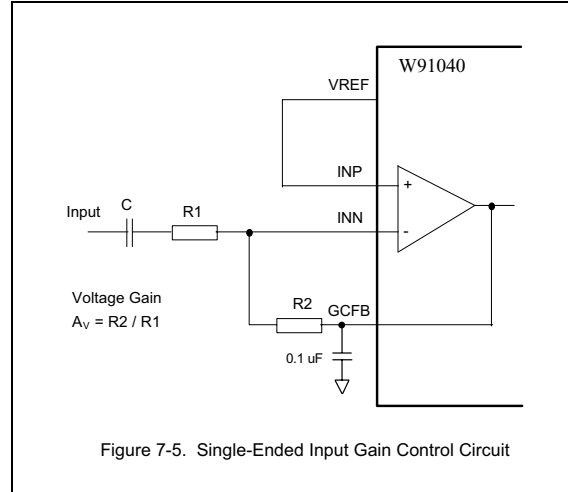 W91040
VREF
INP
+
Input
C
R1
INN
-
Voltage Gain
AV = R2 / R1
R2
GCFB
0.1 uF
Figure 7-5. Single-Ended Input Gain Control Circuit